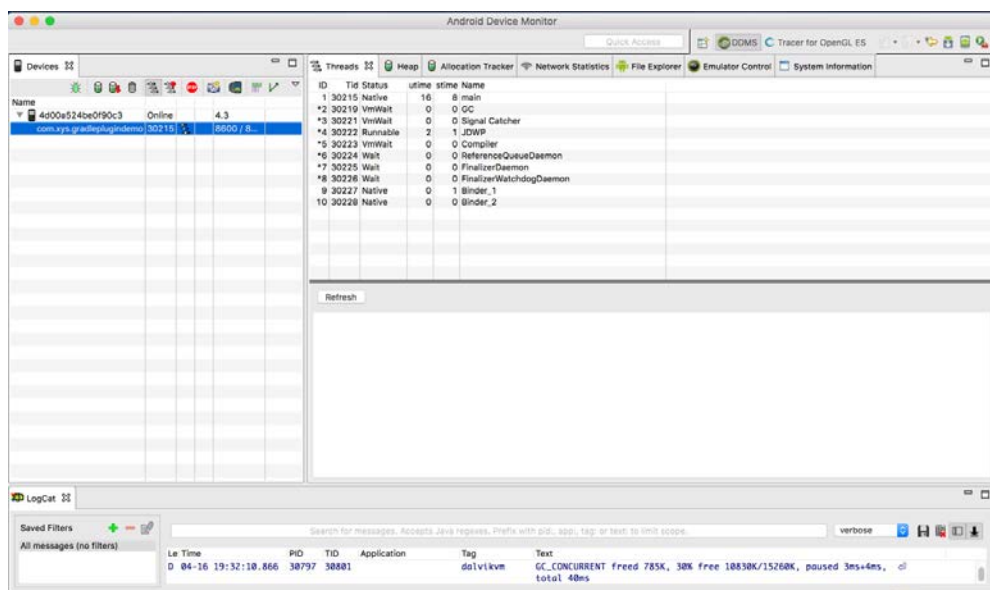 Android Device Monitor
Quick Access
DDMS
Tracer for OpenGL ES
Devices
Name
4d00a524be0f90c3 Online 4.3
com.xys.gradleplugindemo 30215 8600 / 8...
Threads Heap Allocation Tracker Network Statistics File Explorer Emulator Control System Information
ID Tid Status utime stime Name
1 30215 Native 16 8 main
*2 30219 VmWait 0 0 GC
*3 30221 VmWait 0 0 Signal Catcher
*4 30222 Runnable 2 1 JDWP
*5 30223 VmWait 0 0 Compiler
*6 30224 Wait 0 0 ReferenceQueueDaemon
*7 30225 Wait 0 0 FinalizerDaemon
*8 30226 Wait 0 0 FinalizerWatchdogDaemon
9 30227 Native 0 1 Binder_1
10 30228 Native 0 0 Binder_2
Refresh
LogCat
Saved Filters
All messages (no filters)
Search for messages. Accepts Java regexes. Prefix with pid:, app:, tag: or text: to limit scope.
verbose
Le Time PID TID Application Tag Text
D 04-16 19:32:10.866 30797 30801 dalvikvm GC_CONCURRENT freed 785K, 30% free 10830K/15260K, paused 3ms+4ms,
total 40ms